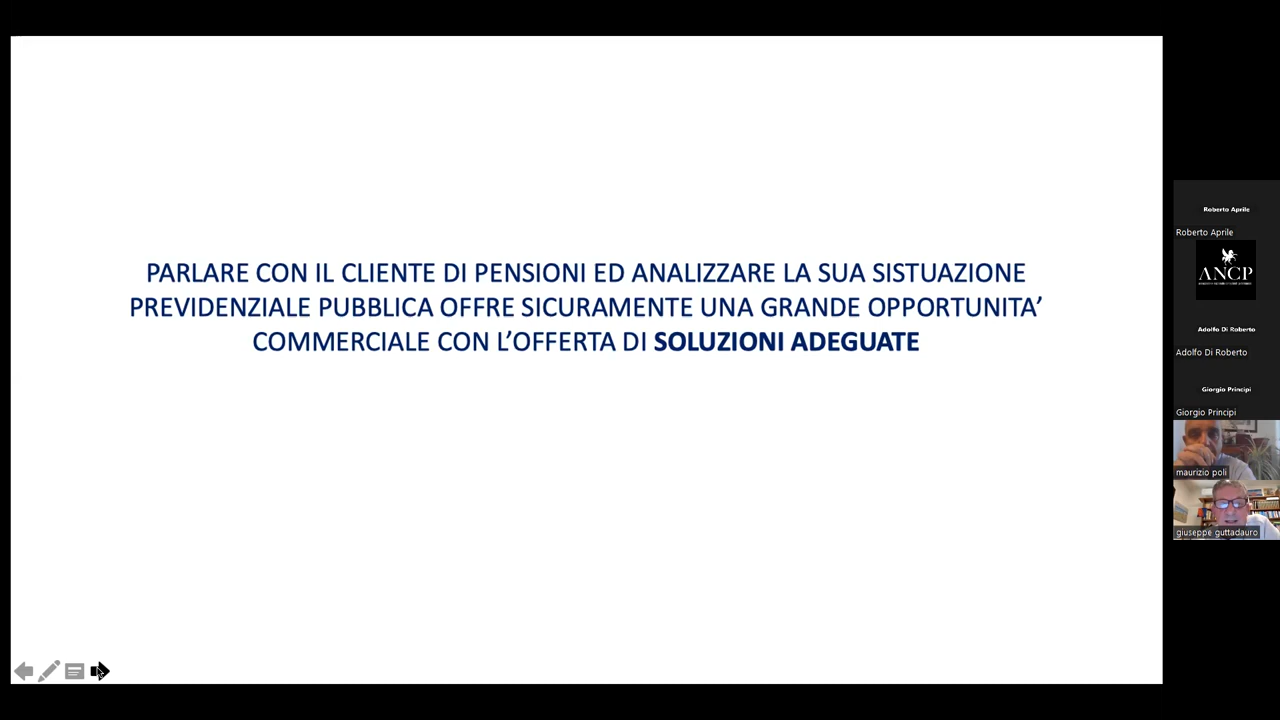 PARLARE CON IL CLIENTE DI PENSIONI ED ANALIZZARE LA SUA SISTUAZIONE
PREVIDENZIALE PUBBLICA OFFRE SICURAMENTE UNA GRANDE OPPORTUNITA'
COMMERCIALE CON L'OFFERTA DI SOLUZIONI ADEGUATE
Roberto Aprile
Roberto Aprile
ANCP
Adolfo Di Roberto
Adolfo Di Roberto
Giorgio Principi
Giorgio Principi
maurizio poli
giuseppe guttadauro